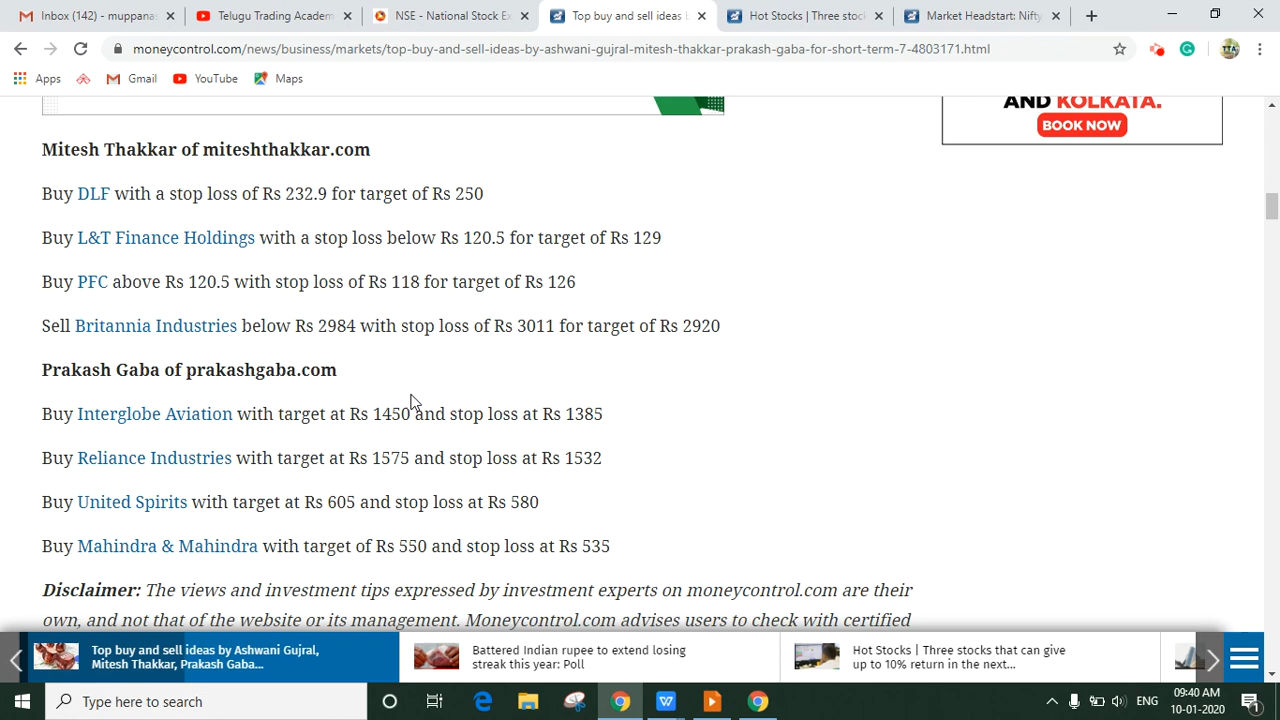 Inbox (142) - muppanas
Telugu Trading Academ
NSE - National Stock Ex
Top buy and sell ideas b
Hot Stocks | Three stock
Market Headstart: Nifty
moneycontrol.com/news/business/markets/top-buy-and-sell-ideas-by-ashwani-gujral-mitesh-thakkar-prakash-gaba-for-short-term-7-4803171.html
Apps Gmail YouTube Maps
AND KOLKATA.
BOOK NOW
Mitesh Thakkar of miteshthakkar.com
Buy DLF with a stop loss of Rs 232.9 for target of Rs 250
Buy L&T Finance Holdings with a stop loss below Rs 120.5 for target of Rs 129
Buy PFC above Rs 120.5 with stop loss of Rs 118 for target of Rs 126
Sell Britannia Industries below Rs 2984 with stop loss of Rs 3011 for target of Rs 2920
Prakash Gaba of prakashgaba.com
Buy Interglobe Aviation with target at Rs 1450 and stop loss at Rs 1385
Buy Reliance Industries with target at Rs 1575 and stop loss at Rs 1532
Buy United Spirits with target at Rs 605 and stop loss at Rs 580
Buy Mahindra & Mahindra with target of Rs 550 and stop loss at Rs 535
Disclaimer: The views and investment tips expressed by investment experts on moneycontrol.com are their
own, and not that of the website or its management. Moneycontrol.com advises users to check with certified
Top buy and sell ideas by Ashwani Gujral,
Mitesh Thakkar, Prakash Gaba...
Battered Indian rupee to extend losing
streak this year: Poll
Hot Stocks | Three stocks that can give
up to 10% return in the next...
Type here to search
ENG
09:40 AM
10-01-2020
1